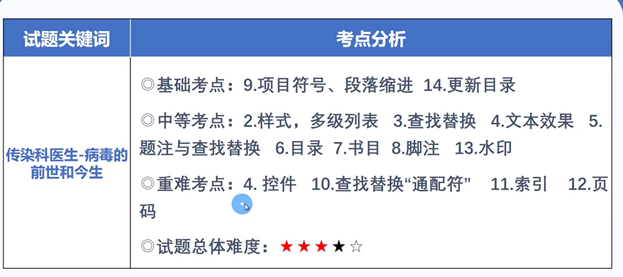 试题关键词
考点分析
传染科医生-病毒的
前世和今生
◎基础考点：9.项目符号、段落缩进 14.更新目录
◎中等考点：2.样式，多级列表 3.查找替换 4.文本效果 5.
题注与查找替换 6.目录 7.书目 8.脚注 13.水印
◎重难考点：4. 控件 10.查找替换“通配符” 11.索引 12.页
码
◎试题总体难度：★★★★☆